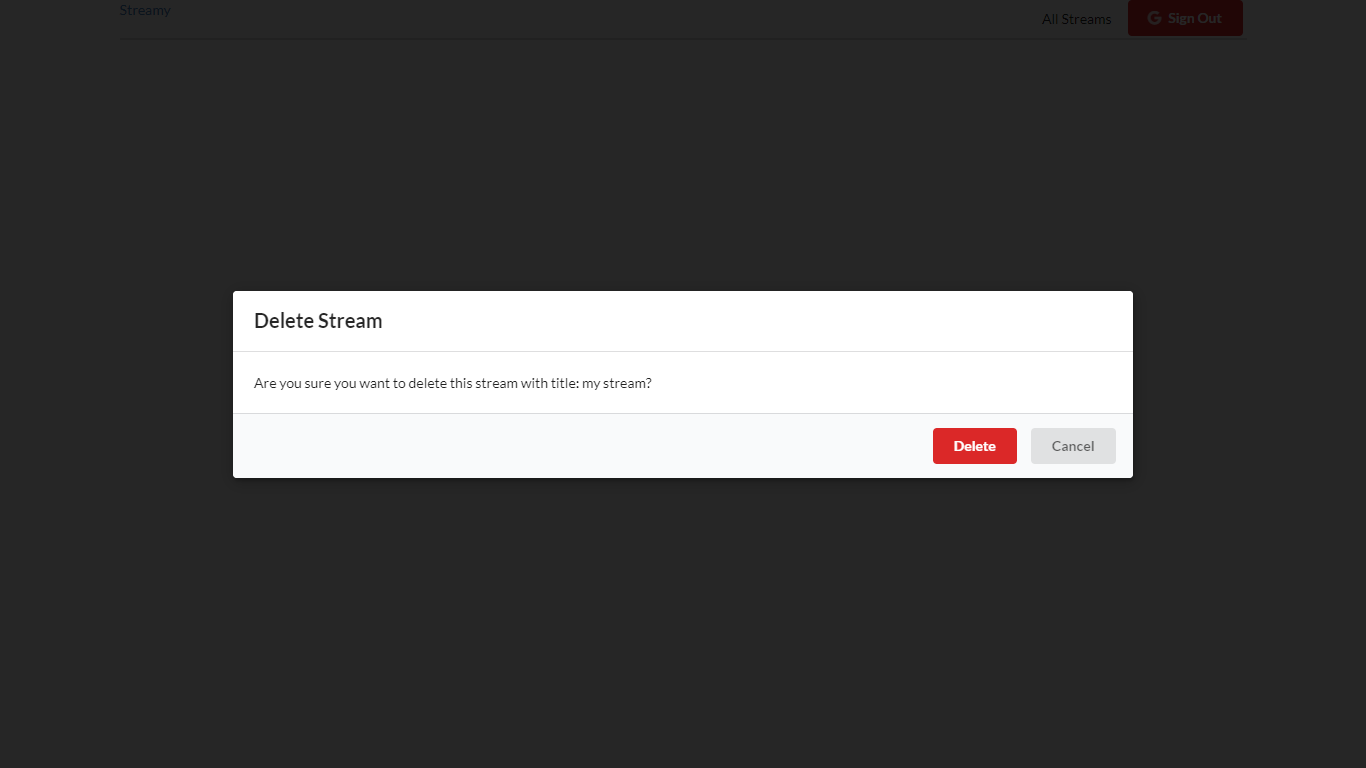 Streamy
All Streams
Sign Out
Delete Stream
Are you sure you want to delete this stream with title: my stream?
Delete
Cancel